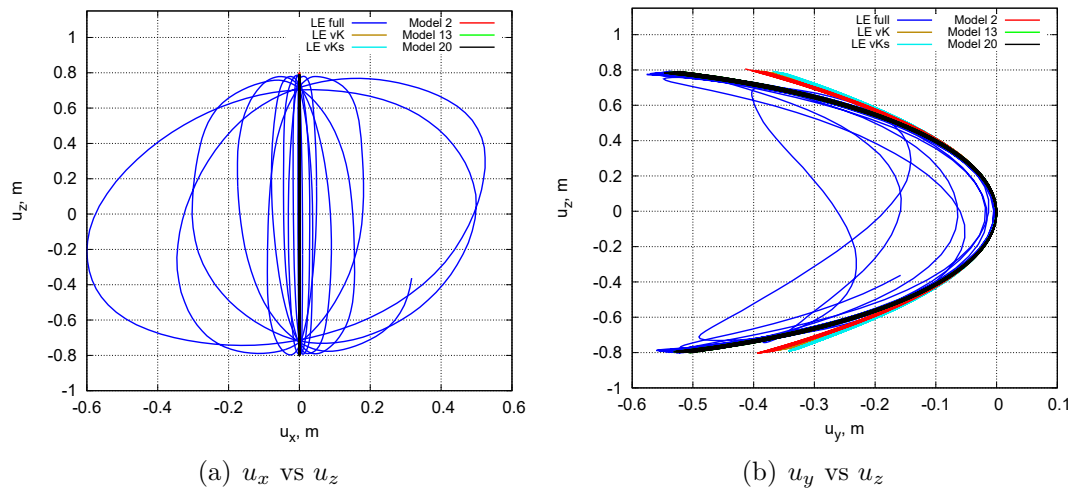 LE full Model 2
LE vK Model 13
LE vKs Model 20
1
0.8
0.6
0.4
0.2
0
-0.2
-0.4
-0.6
-0.8
-1
u_z, m
-0.6 -0.4 -0.2 0 0.2 0.4 0.6
u_x, m
(a) u_x vs u_z
LE full Model 2
LE vK Model 13
LE vKs Model 20
1
0.8
0.6
0.4
0.2
0
-0.2
-0.4
-0.6
-0.8
-1
u_z, m
-0.6 -0.5 -0.4 -0.3 -0.2 -0.1 0 0.1
u_y, m
(b) u_y vs u_z